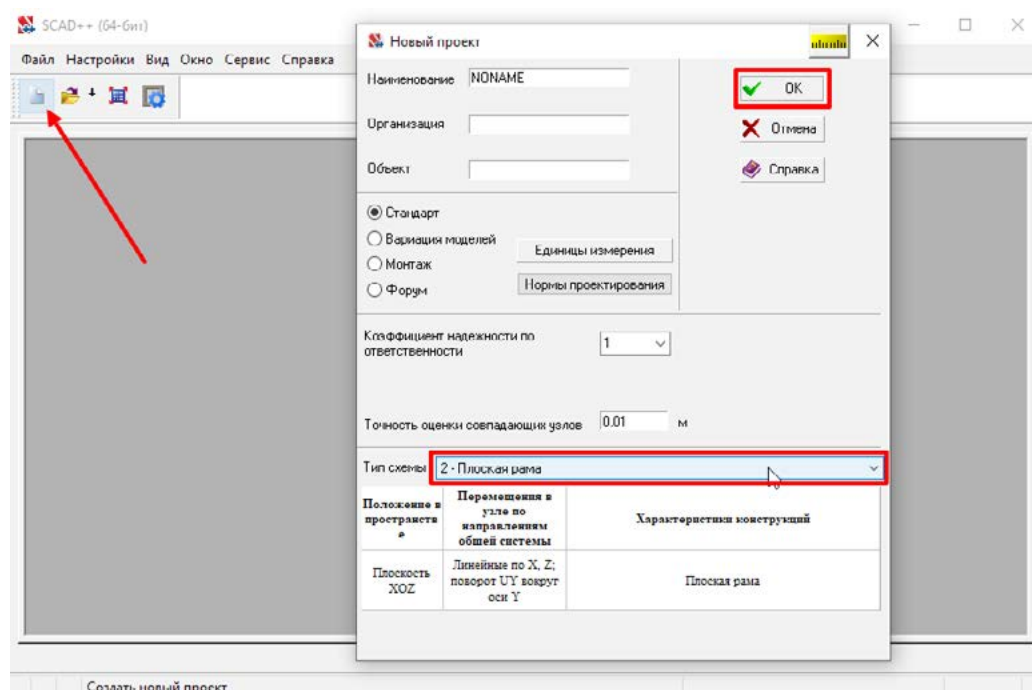 SCAD++ (64-бит)
Файл Настройки Вид Окно Сервис Справка
Новый проект
Наименование NONAME
OK
Организация
Отмена
Объект
Справка
Стандарт
Вариация моделей
Единицы измерения
Монтаж
Форум
Нормы проектирования
Коэффициент надежности по
ответственности
1
Точность оценки совпадающих узлов 0.01 м
Тип схемы 2 - Плоская рама
Положение в
пространств
е
Перемещения в
узле по
направлениям
общей системы
Характеристики конструкций
Плоскость
XOZ
Линейные по X, Z;
поворот UY вокруг
оси Y
Плоская рама
Создать новый проект